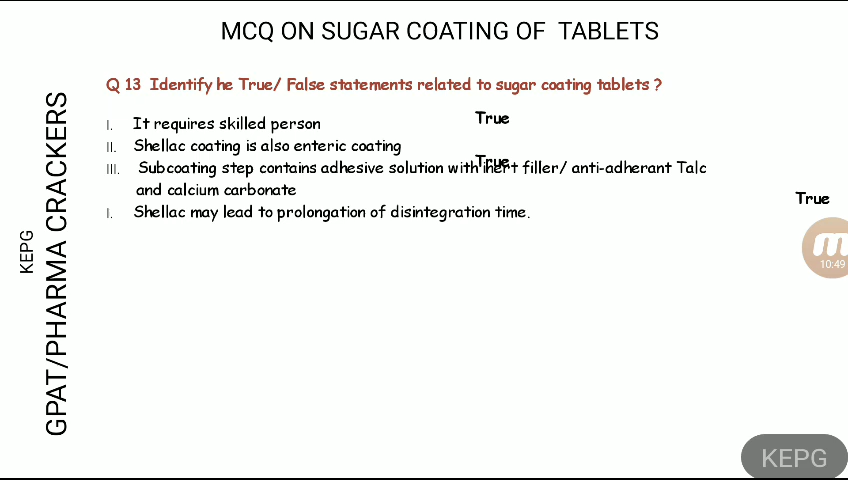 MCQ ON SUGAR COATING OF TABLETS
Q 13 Identify he True/ False statements related to sugar coating tablets ?
I. It requires skilled person True
II. Shellac coating is also enteric coating
True
III. Subcoating step contains adhesive solution with inert filler/ anti-adherant Talc
and calcium carbonate
True
I. Shellac may lead to prolongation of disintegration time.
KEPG
GPAT/PHARMA CRACKERS
10:49
KEPG